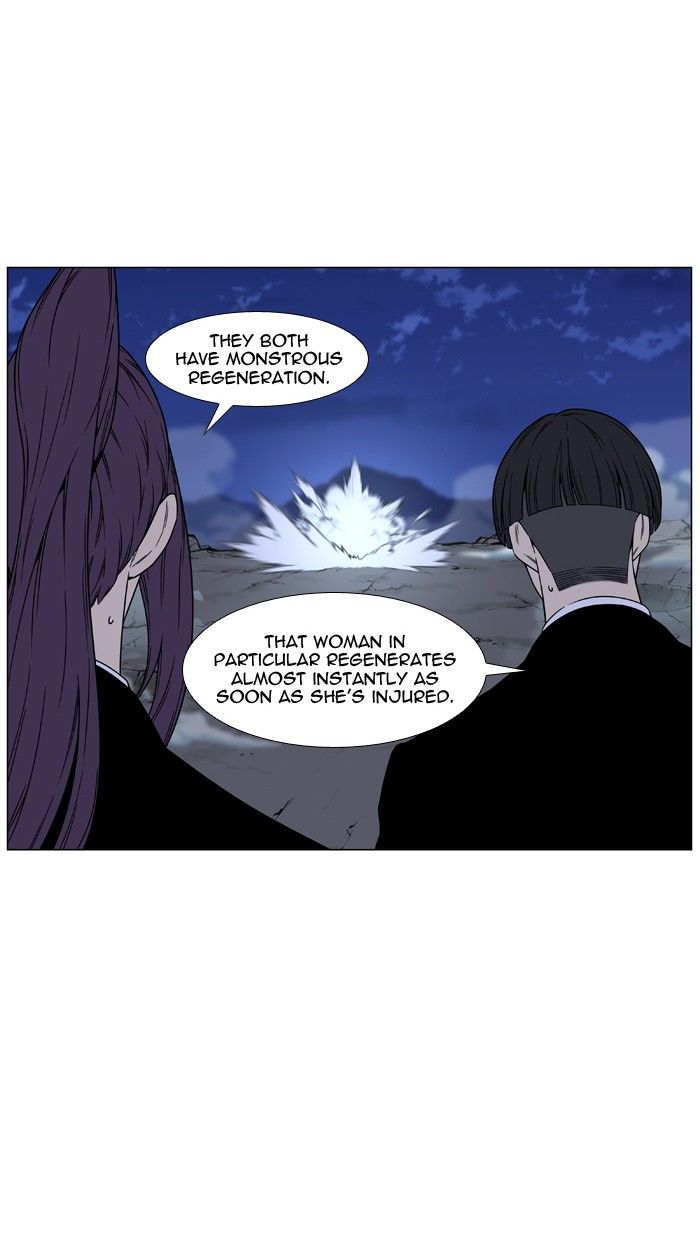 THEY BOTH
HAVE MONSTROUS
REGENERATION.
THAT WOMAN IN
PARTICULAR REGENERATES
ALMOST INSTANTLY AS
SOON AS SHE'S INJURED.